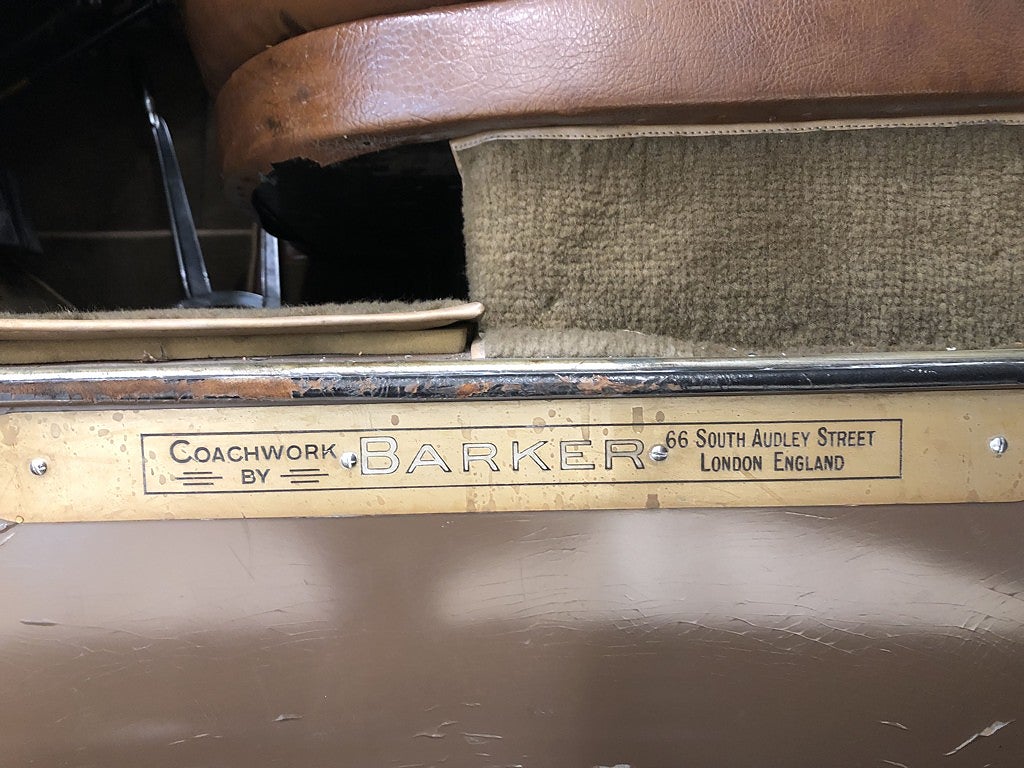 COACHWORK
BY
BARKER
66 SOUTH AUDLEY STREET
LONDON ENGLAND